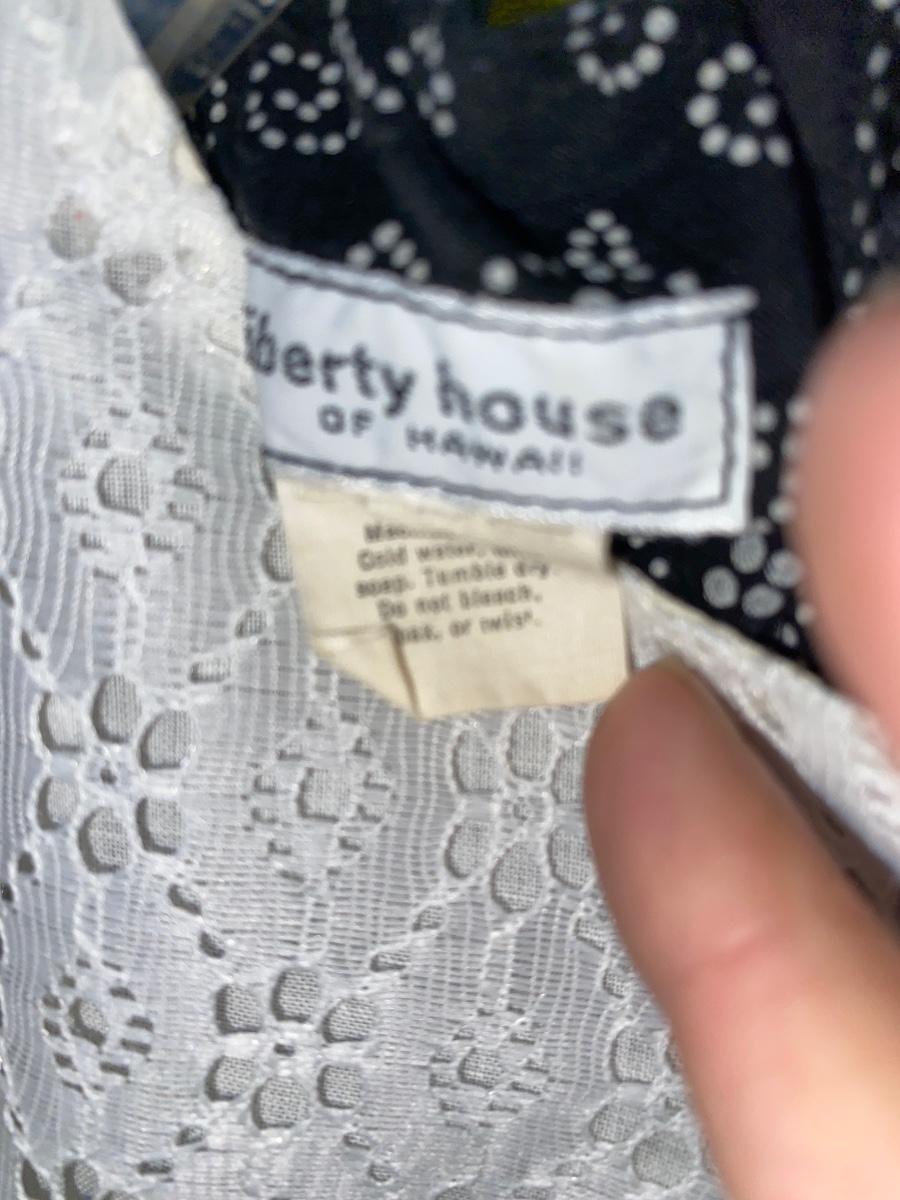 iberty house
OF HAWAII
Cold water,
soap. Tumble dry
Do not bleach,
or twist.